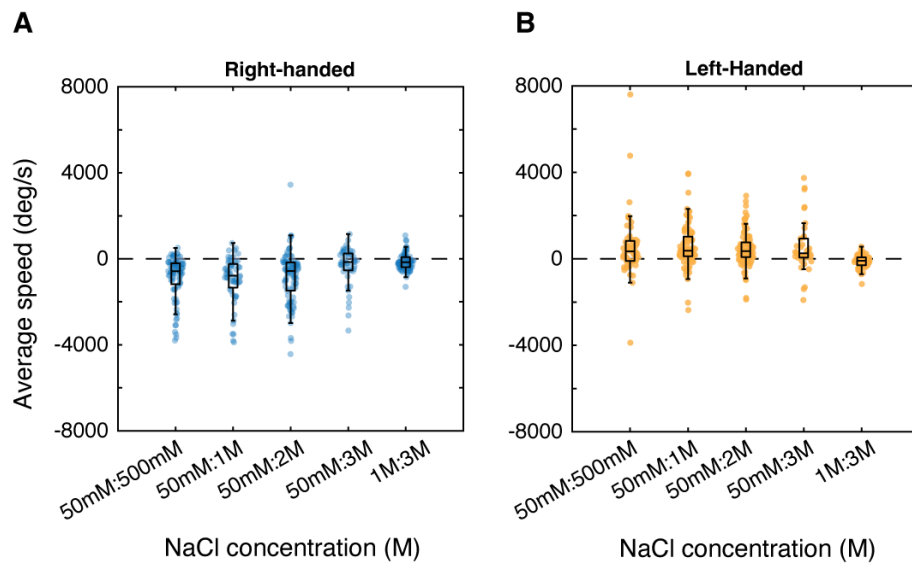 A
Right-handed
Average speed (deg/s)
8000
4000
0
-4000
-8000
50mM:500mM
50mM:1M
50mM:2M
50mM:3M
1M:3M
NaCl concentration (M)
B
Left-Handed
8000
4000
0
-4000
-8000
50mM:500mM
50mM:1M
50mM:2M
50mM:3M
1M:3M
NaCl concentration (M)